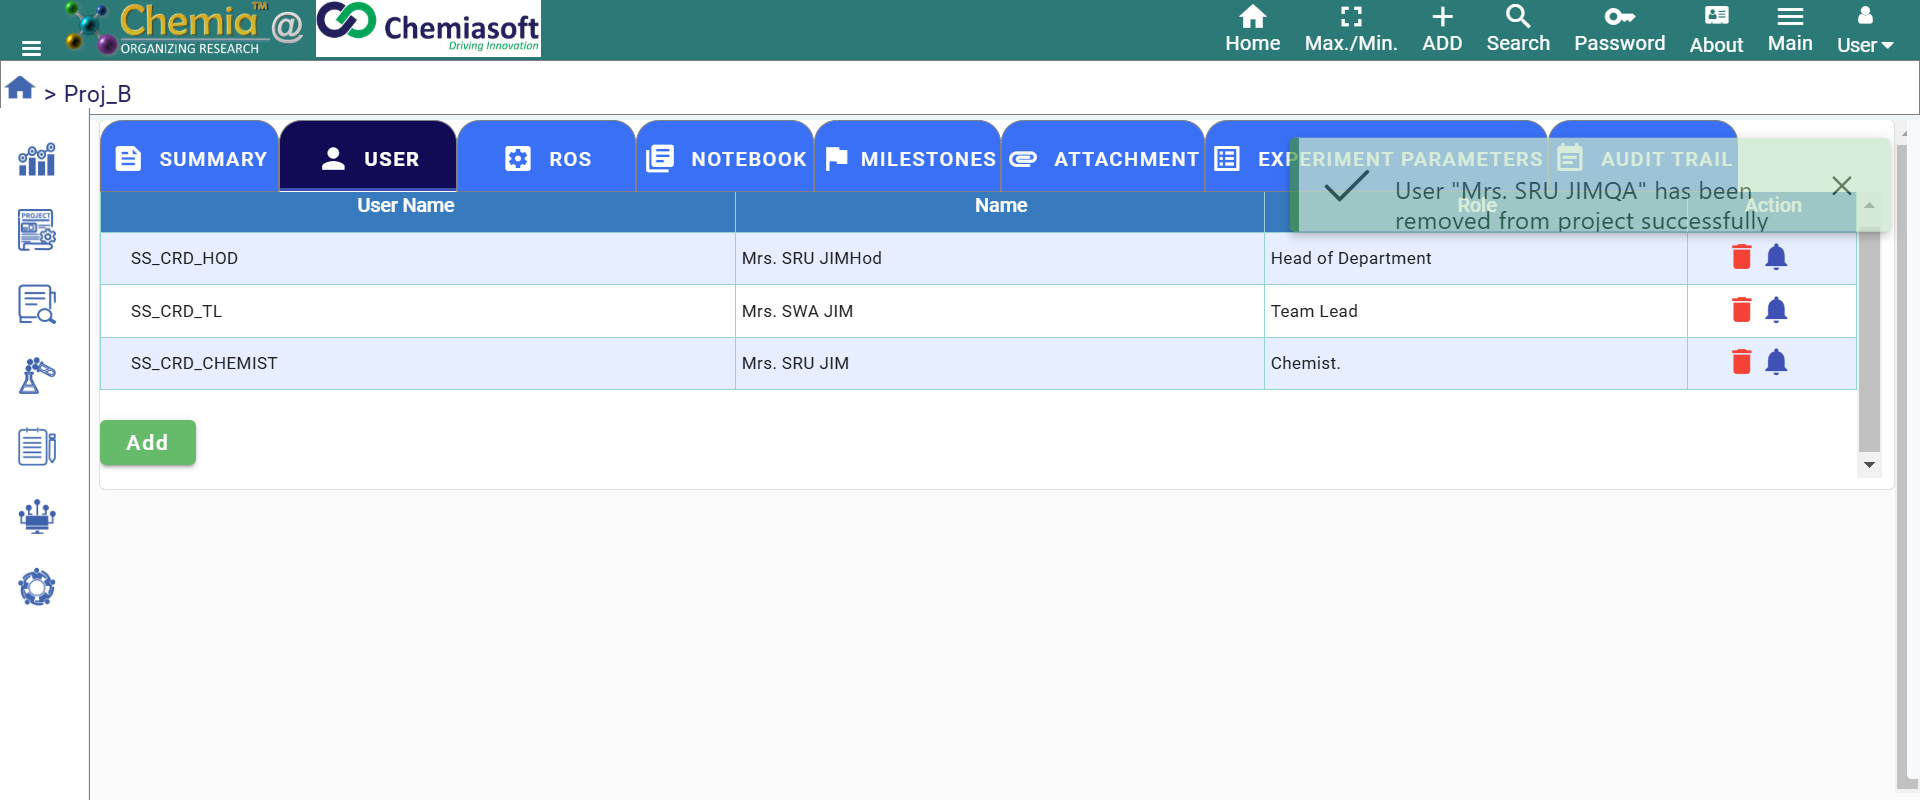 Chemia™ @
ORGANIZING RESEARCH
Chemiasoft
Driving Innovation
Home Max./Min. ADD Search Password About Main User
> Proj_B
PROJECT
SUMMARY USER ROS NOTEBOOK MILESTONES ATTACHMENT EXPERIMENT PARAMETERS AUDIT TRAIL
User "Mrs. SRU JIMQA" has been
removed from project successfully
User Name Name Role Action
SS_CRD_HOD Mrs. SRU JIMHod Head of Department
SS_CRD_TL Mrs. SWA JIM Team Lead
SS_CRD_CHEMIST Mrs. SRU JIM Chemist.
Add